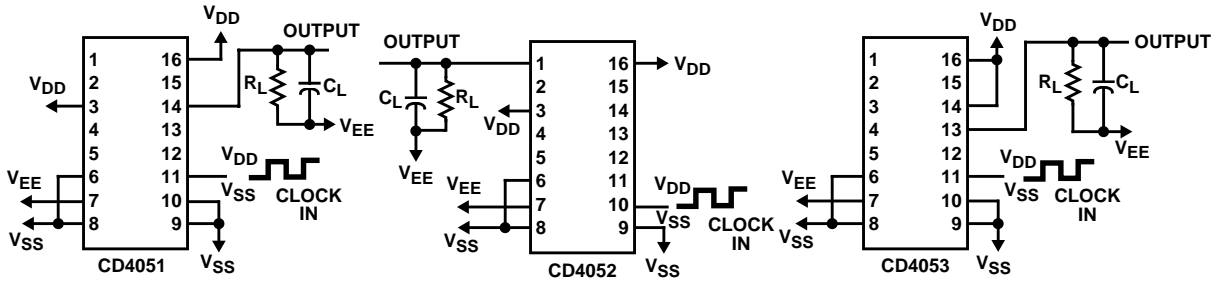 VDD
OUTPUT
1
2
3
4
5
6
7
8
16
15
14
13
12
11
10
9
VDD
RL
CL
VEE
VEE
VSS
VDD
VSS
CLOCK
IN
VSS
CD4051
OUTPUT
CL
RL
VEE
VDD
1
2
3
4
5
6
7
8
16
15
14
13
12
11
10
9
VDD
VEE
VSS
VDD
VSS
CLOCK
IN
VSS
CD4052
VDD
OUTPUT
1
2
3
4
5
6
7
8
16
15
14
13
12
11
10
9
RL
CL
VEE
VEE
VSS
VDD
VSS
CLOCK
IN
VSS
CD4053